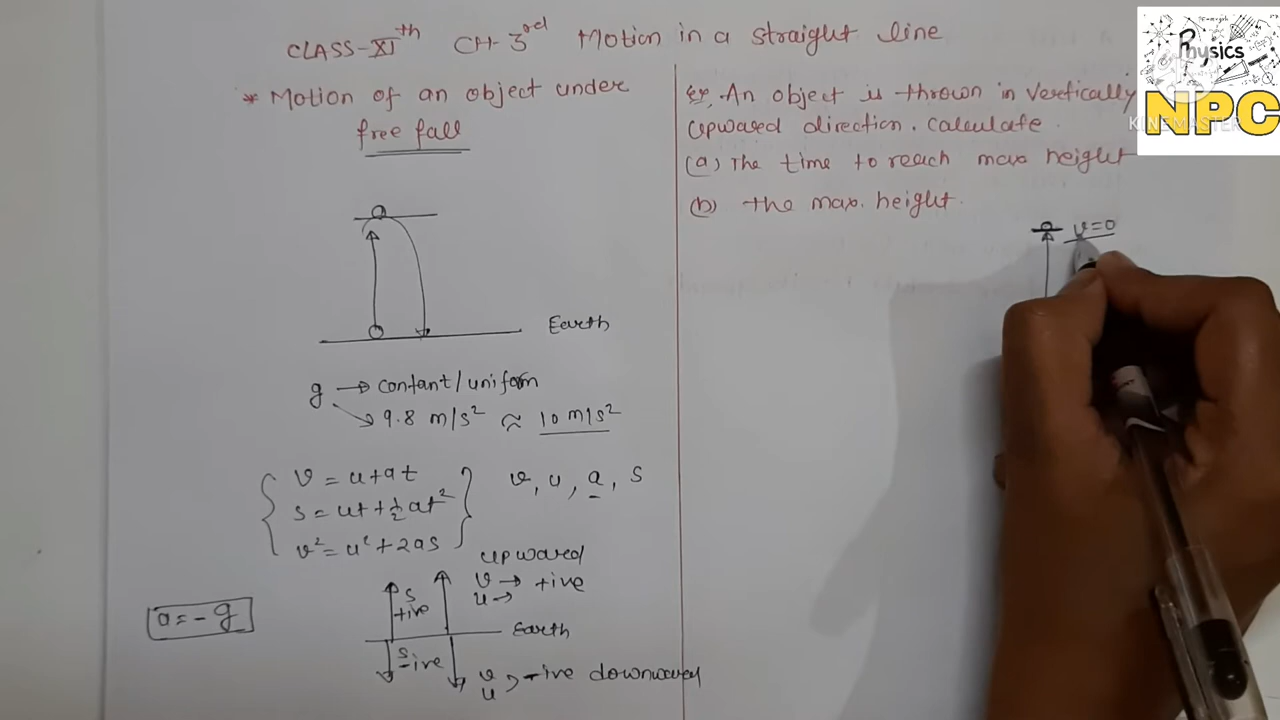 CLASS-XIth CH-3rd Motion in a straight line
* Motion of an object under
free fall
Earth
g → contant/uniform
→ 9.8 m/s² ≈ 10 m/s²
v = u+at
s = ut + 1/2 at²
v² = u² + 2as
v, u, a, s
upward
v → +ive
u →
s
+ive
Earth
s
-ive
v
u
-ive downward
a = -g
Ex, An object is thrown in vertically
upward direction. Calculate
(a) The time to reach max height
(b) the max. height.
v=0
Physics
NPC
KINEMASTER